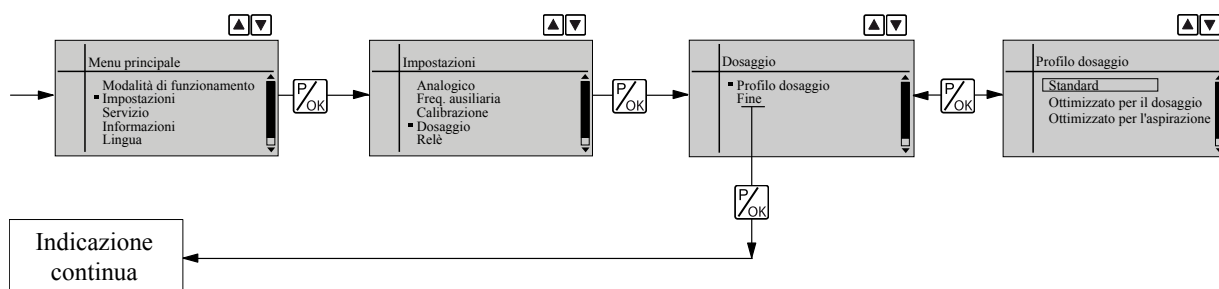 Menu principale
Modalità di funzionamento
Impostazioni
Servizio
Informazioni
Lingua
P/OK
Impostazioni
Analogico
Freq. ausiliaria
Calibrazione
Dosaggio
Relè
P/OK
Dosaggio
Profilo dosaggio
Fine
P/OK
Profilo dosaggio
Standard
Ottimizzato per il dosaggio
Ottimizzato per l'aspirazione
P/OK
Indicazione
continua